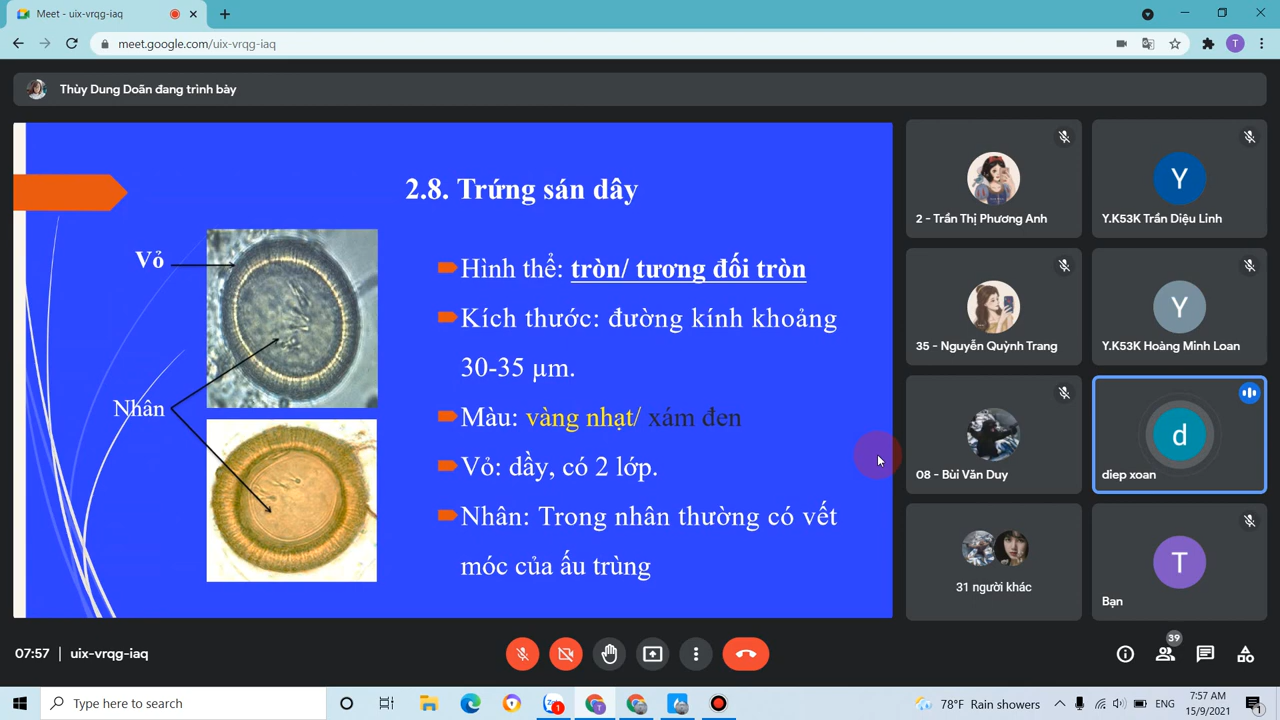 Meet - uix-vrqg-iaq
meet.google.com/uix-vrqg-iaq
T
Thùy Dung Doãn đang trình bày
2.8. Trứng sán dây
Vỏ
Nhân
Hình thể: tròn/ tương đối tròn
Kích thước: đường kính khoảng
30-35 µm.
Màu: vàng nhạt/ xám đen
Vỏ: dầy, có 2 lớp.
Nhân: Trong nhân thường có vết
móc của ấu trùng
2 - Trần Thị Phương Anh
Y
Y.K53K Trần Diệu Linh
35 - Nguyễn Quỳnh Trang
Y
Y.K53K Hoàng Minh Loan
08 - Bùi Văn Duy
d
diep xoan
31 người khác
T
Bạn
07:57 | uix-vrqg-iaq
39
Type here to search
1
78°F Rain showers
ENG
7:57 AM
15/9/2021
1